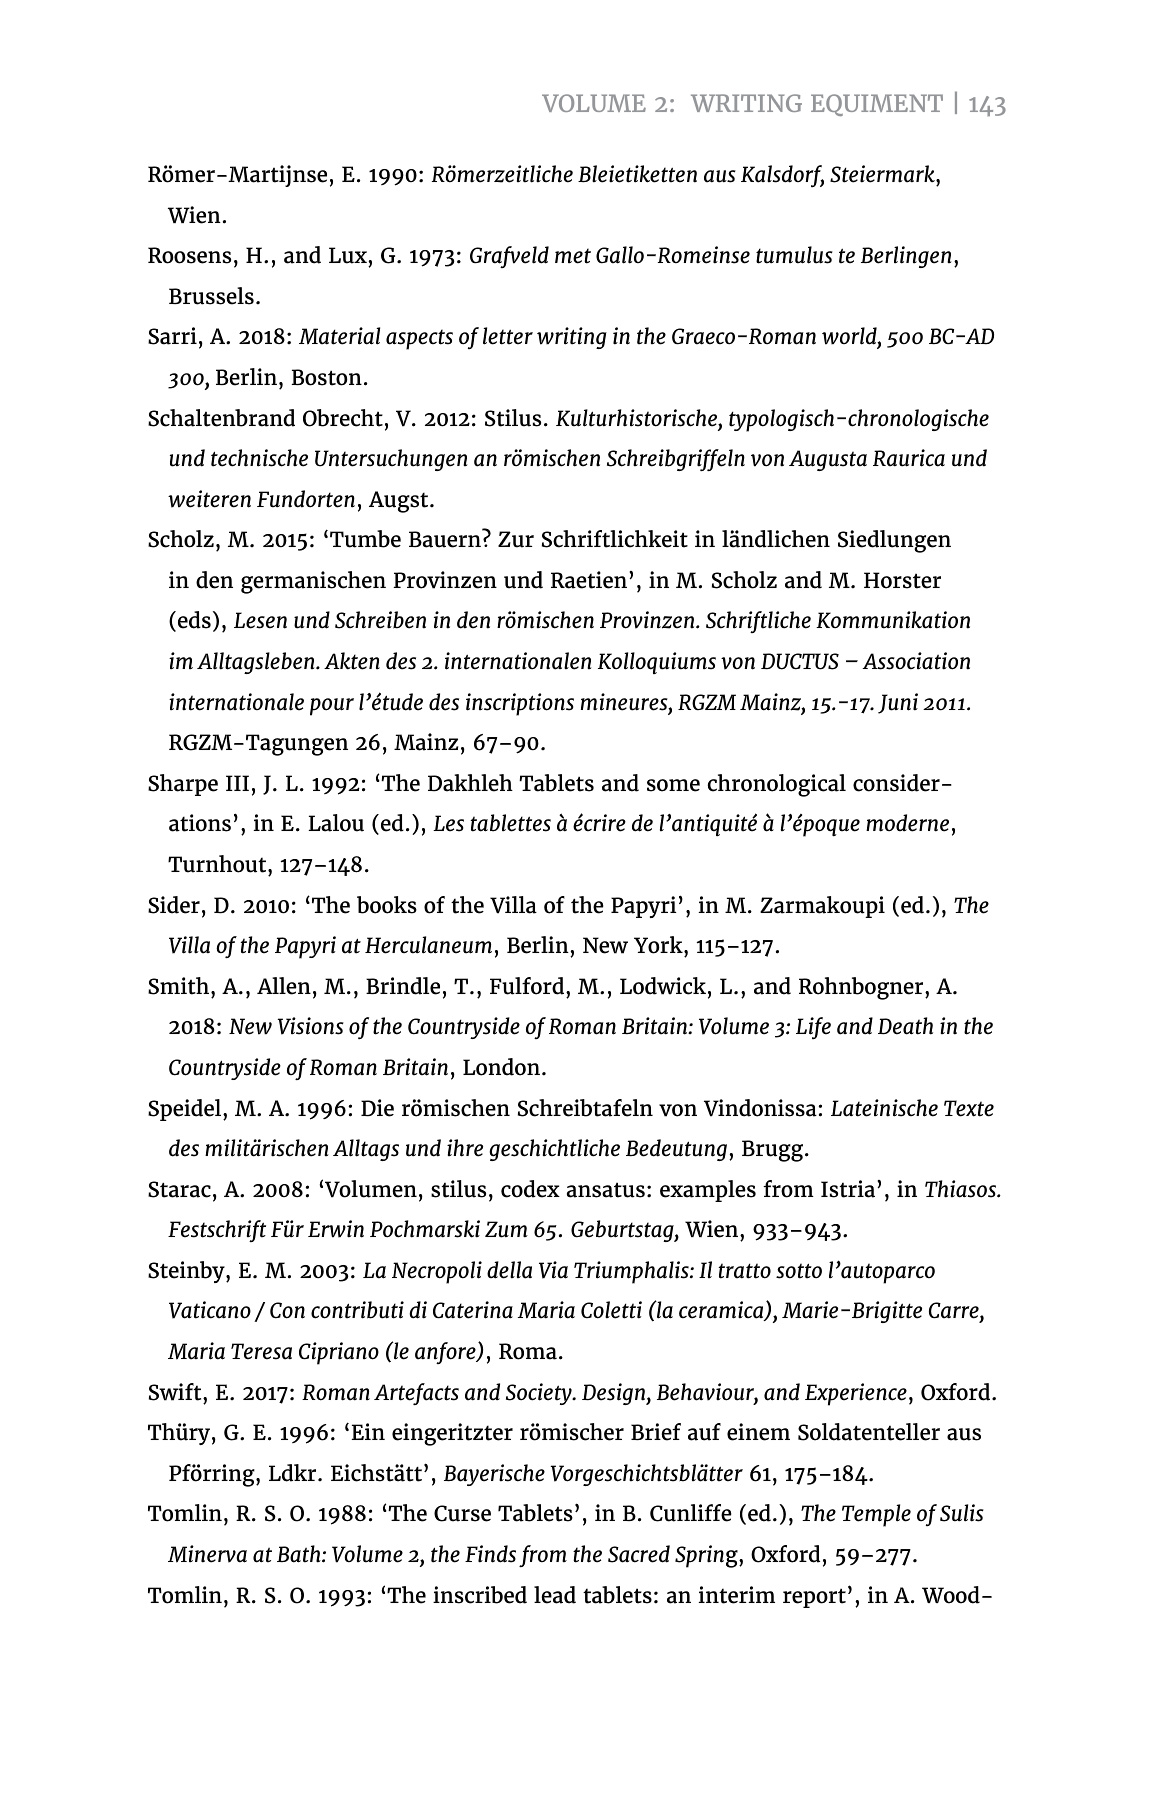 VOLUME 2: WRITING EQUIMENT | 143
Römer-Martijnse, E. 1990: Römerzeitliche Bleietiketten aus Kalsdorf, Steiermark,
Wien.
Roosens, H., and Lux, G. 1973: Grafveld met Gallo-Romeinse tumulus te Berlingen,
Brussels.
Sarri, A. 2018: Material aspects of letter writing in the Graeco-Roman world, 500 BC-AD
300, Berlin, Boston.
Schaltenbrand Obrecht, V. 2012: Stilus. Kulturhistorische, typologisch-chronologische
und technische Untersuchungen an römischen Schreibgriffeln von Augusta Raurica und
weiteren Fundorten, Augst.
Scholz, M. 2015: ‘Tumbe Bauern? Zur Schriftlichkeit in ländlichen Siedlungen
in den germanischen Provinzen und Raetien’, in M. Scholz and M. Horster
(eds), Lesen und Schreiben in den römischen Provinzen. Schriftliche Kommunikation
im Alltagsleben. Akten des 2. internationalen Kolloquiums von DUCTUS – Association
internationale pour l’étude des inscriptions mineures, RGZM Mainz, 15.-17. Juni 2011.
RGZM-Tagungen 26, Mainz, 67–90.
Sharpe III, J. L. 1992: ‘The Dakhleh Tablets and some chronological consider-
ations’, in E. Lalou (ed.), Les tablettes à écrire de l’antiquité à l’époque moderne,
Turnhout, 127–148.
Sider, D. 2010: ‘The books of the Villa of the Papyri’, in M. Zarmakoupi (ed.), The
Villa of the Papyri at Herculaneum, Berlin, New York, 115–127.
Smith, A., Allen, M., Brindle, T., Fulford, M., Lodwick, L., and Rohnbogner, A.
2018: New Visions of the Countryside of Roman Britain: Volume 3: Life and Death in the
Countryside of Roman Britain, London.
Speidel, M. A. 1996: Die römischen Schreibtafeln von Vindonissa: Lateinische Texte
des militärischen Alltags und ihre geschichtliche Bedeutung, Brugg.
Starac, A. 2008: ‘Volumen, stilus, codex ansatus: examples from Istria’, in Thiasos.
Festschrift Für Erwin Pochmarski Zum 65. Geburtstag, Wien, 933–943.
Steinby, E. M. 2003: La Necropoli della Via Triumphalis: Il tratto sotto l’autoparco
Vaticano / Con contributi di Caterina Maria Coletti (la ceramica), Marie-Brigitte Carre,
Maria Teresa Cipriano (le anfore), Roma.
Swift, E. 2017: Roman Artefacts and Society. Design, Behaviour, and Experience, Oxford.
Thüry, G. E. 1996: ‘Ein eingeritzter römischer Brief auf einem Soldatenteller aus
Pförring, Ldkr. Eichstätt’, Bayerische Vorgeschichtsblätter 61, 175–184.
Tomlin, R. S. O. 1988: ‘The Curse Tablets’, in B. Cunliffe (ed.), The Temple of Sulis
Minerva at Bath: Volume 2, the Finds from the Sacred Spring, Oxford, 59–277.
Tomlin, R. S. O. 1993: ‘The inscribed lead tablets: an interim report’, in A. Wood-